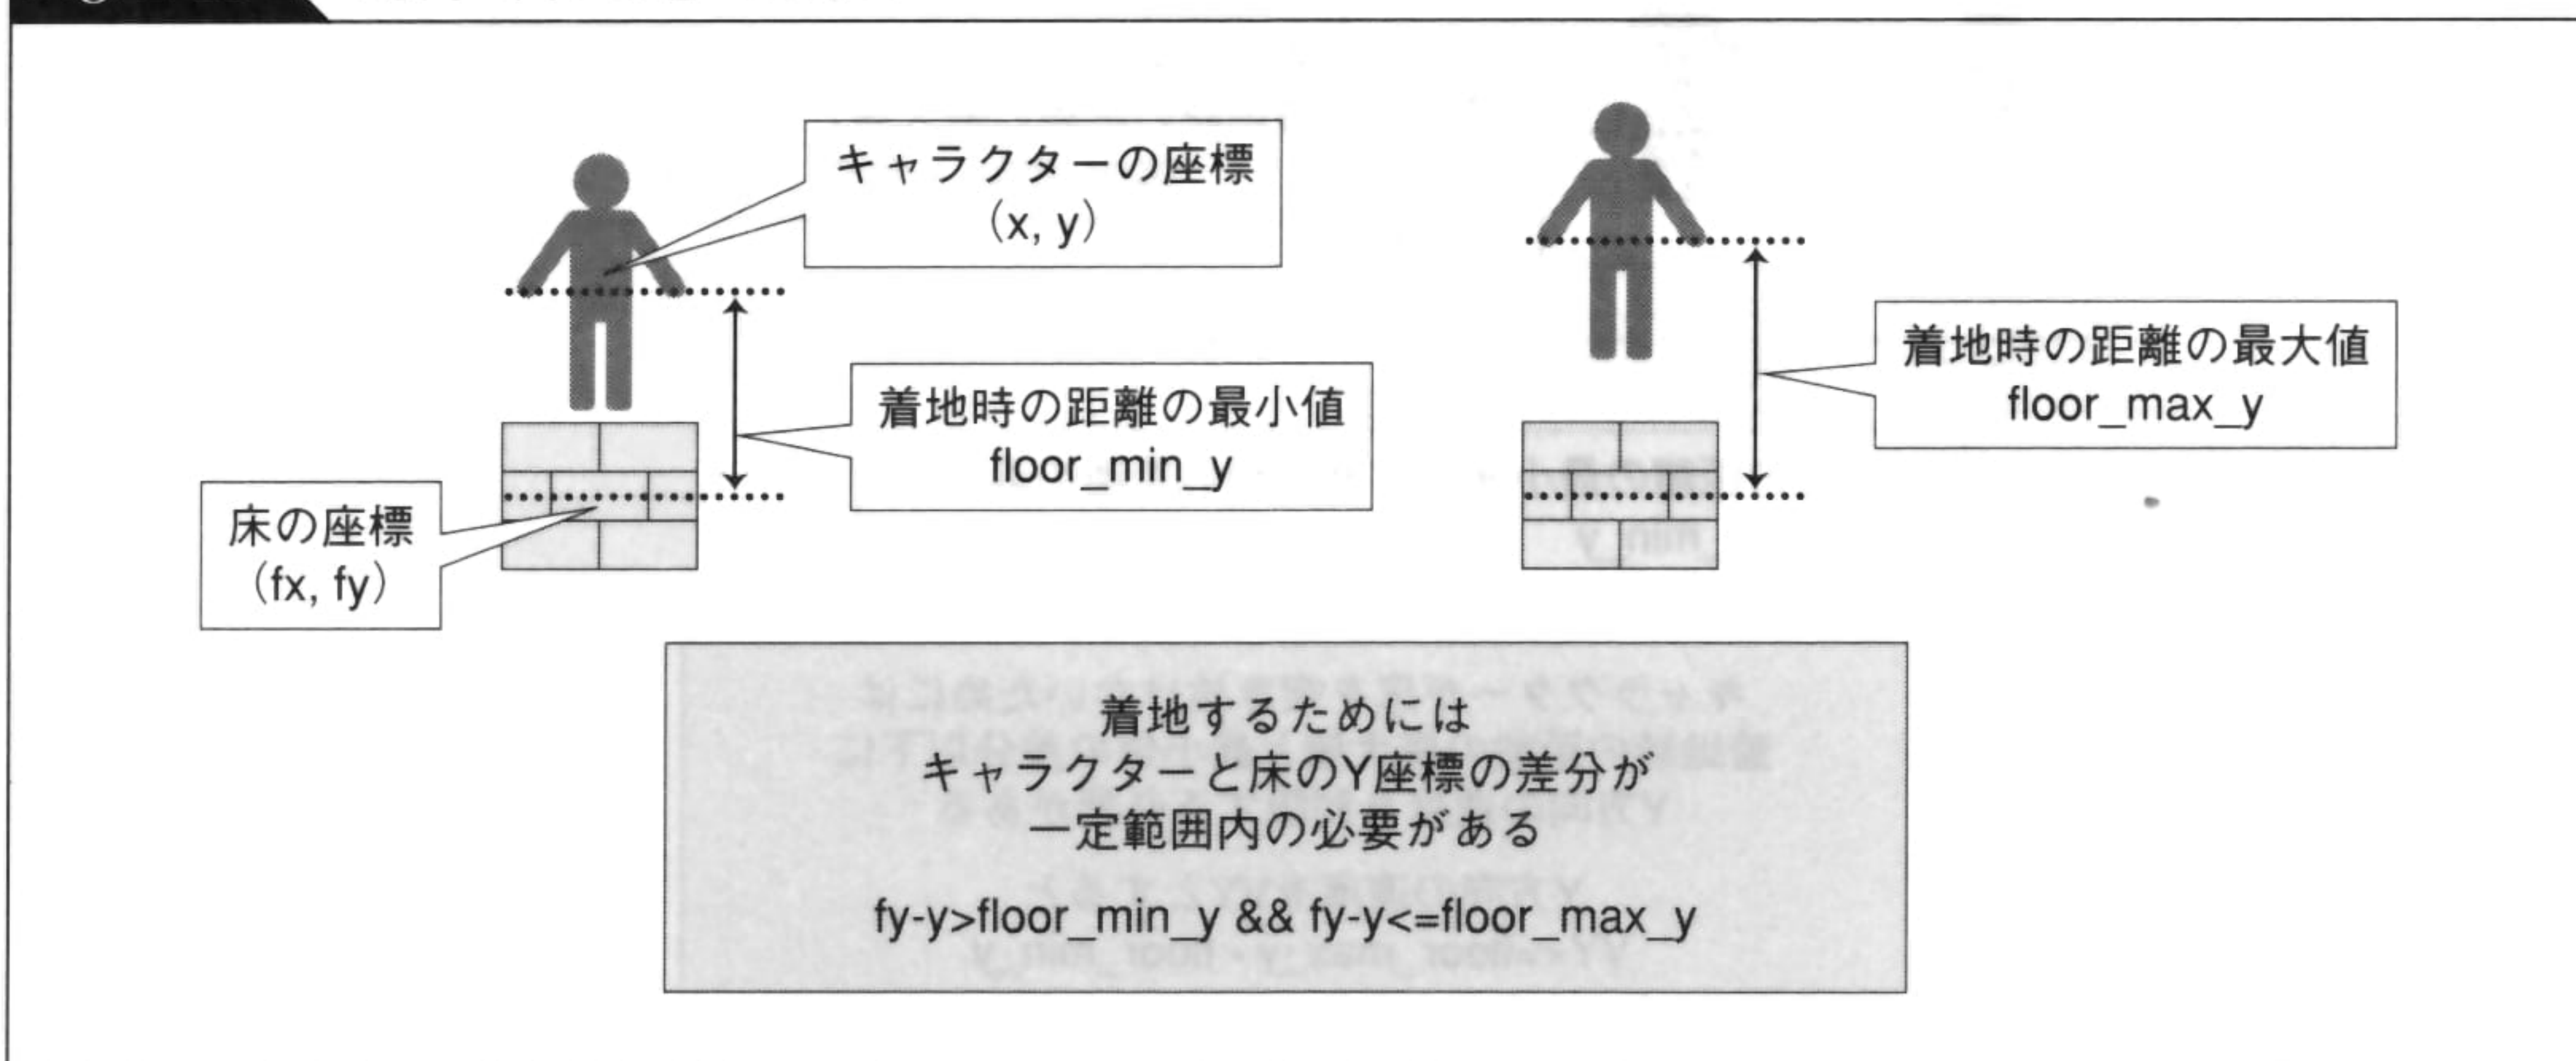 キャラクターの座標
(x, y)
着地時の距離の最小値
floor_min_y
床の座標
(fx, fy)
着地時の距離の最大値
floor_max_y
着地するためには
キャラクターと床のY座標の差分が
一定範囲内の必要がある
fy-y>floor_min_y && fy-y<=floor_max_y